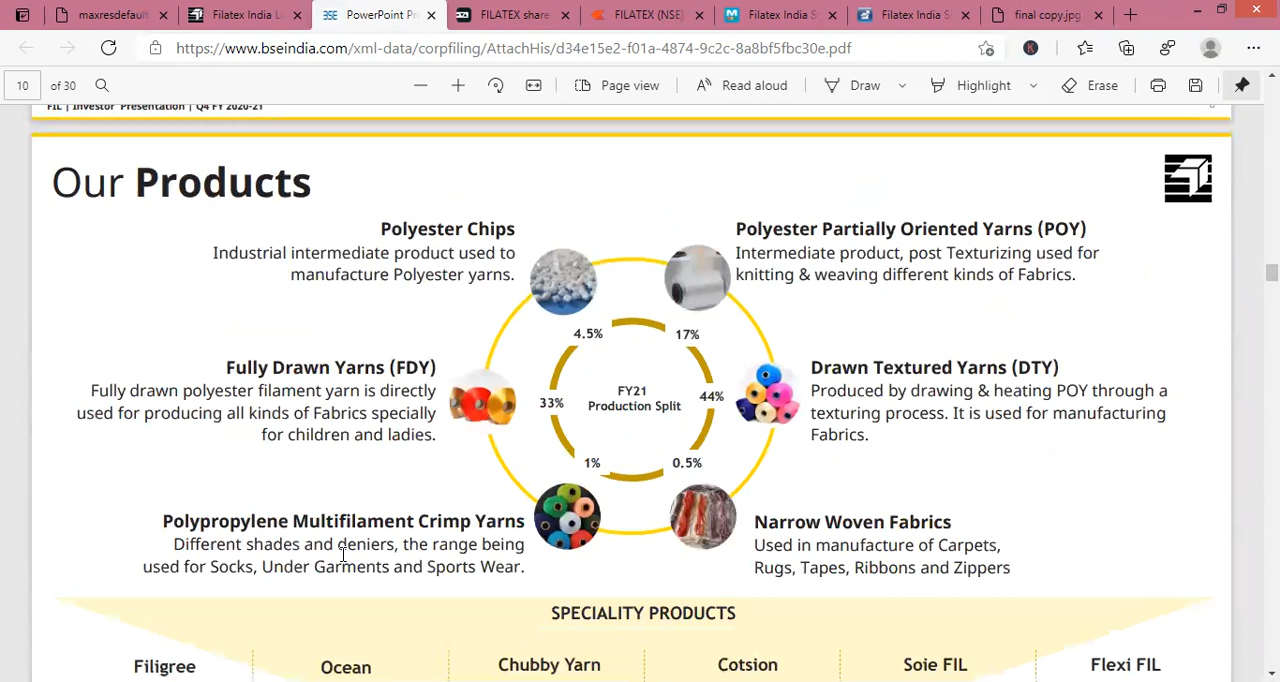 maxresdefault
Filatex India Li
PowerPoint Pr
FILATEX share
FILATEX (NSE)
Filatex India S
Filatex India S
final copy.jpg
https://www.bseindia.com/xml-data/corpfiling/AttachHis/d34e15e2-f01a-4874-9c2c-8a8bf5fbc30e.pdf
10 of 30
Page view
Read aloud
Draw
Highlight
Erase
FIL | Investor Presentation | Q4 FY 2020-21
Our Products
Polyester Chips
Industrial intermediate product used to
manufacture Polyester yarns.
Polyester Partially Oriented Yarns (POY)
Intermediate product, post Texturizing used for
knitting & weaving different kinds of Fabrics.
4.5%
17%
Fully Drawn Yarns (FDY)
Fully drawn polyester filament yarn is directly
used for producing all kinds of Fabrics specially
for children and ladies.
33%
FY21
Production Split
44%
Drawn Textured Yarns (DTY)
Produced by drawing & heating POY through a
texturing process. It is used for manufacturing
Fabrics.
1%
0.5%
Polypropylene Multifilament Crimp Yarns
Different shades and deniers, the range being
used for Socks, Under Garments and Sports Wear.
Narrow Woven Fabrics
Used in manufacture of Carpets,
Rugs, Tapes, Ribbons and Zippers
SPECIALITY PRODUCTS
Filigree
Ocean
Chubby Yarn
Cotsion
Soie FIL
Flexi FIL